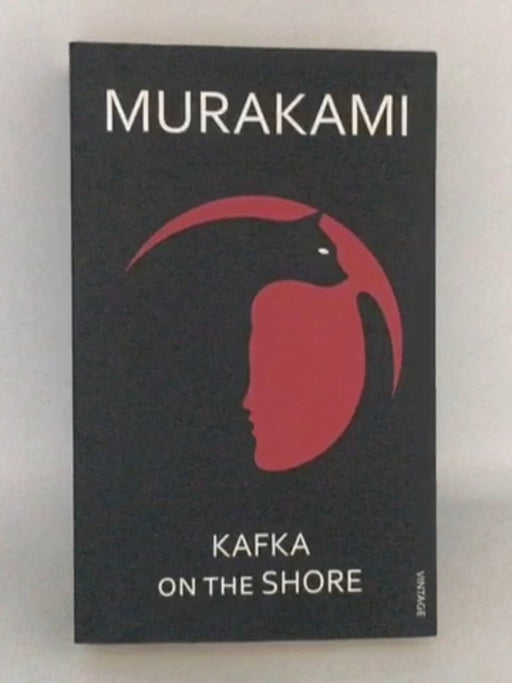 MURAKAMI
KAFKA
ON THE SHORE
VINTAGE